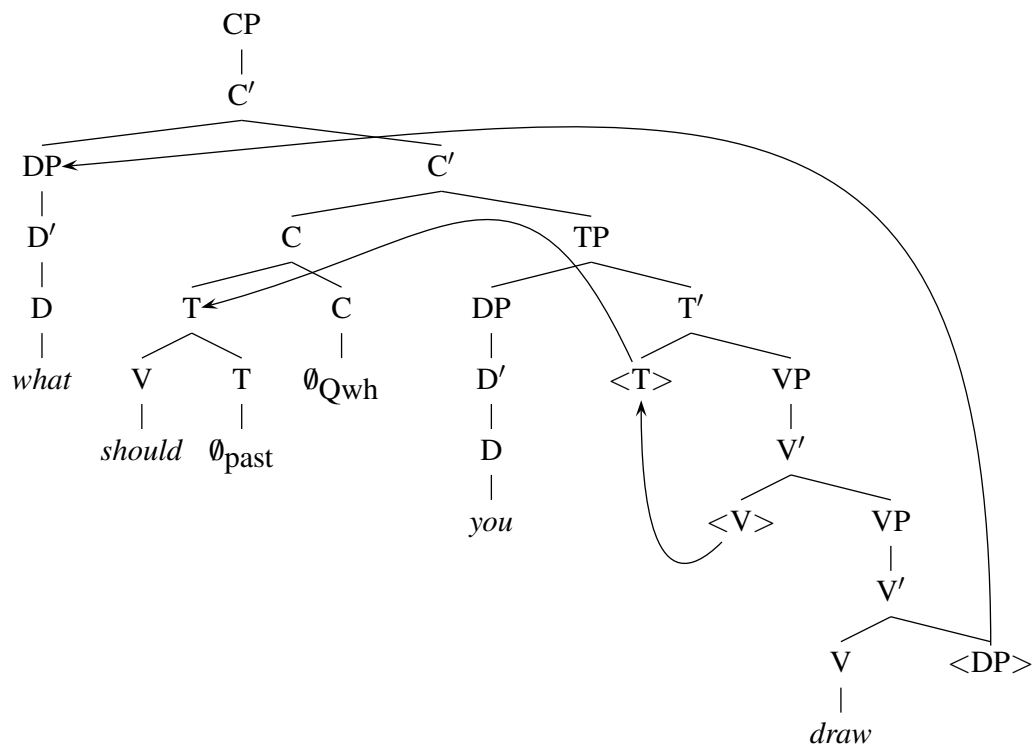 CP
C′
DP C′
D′ C TP
D T C DP T′
what V T ∅Qwh D′ <T> VP
should ∅past D V′
you <V> VP
V′
V <DP>
draw